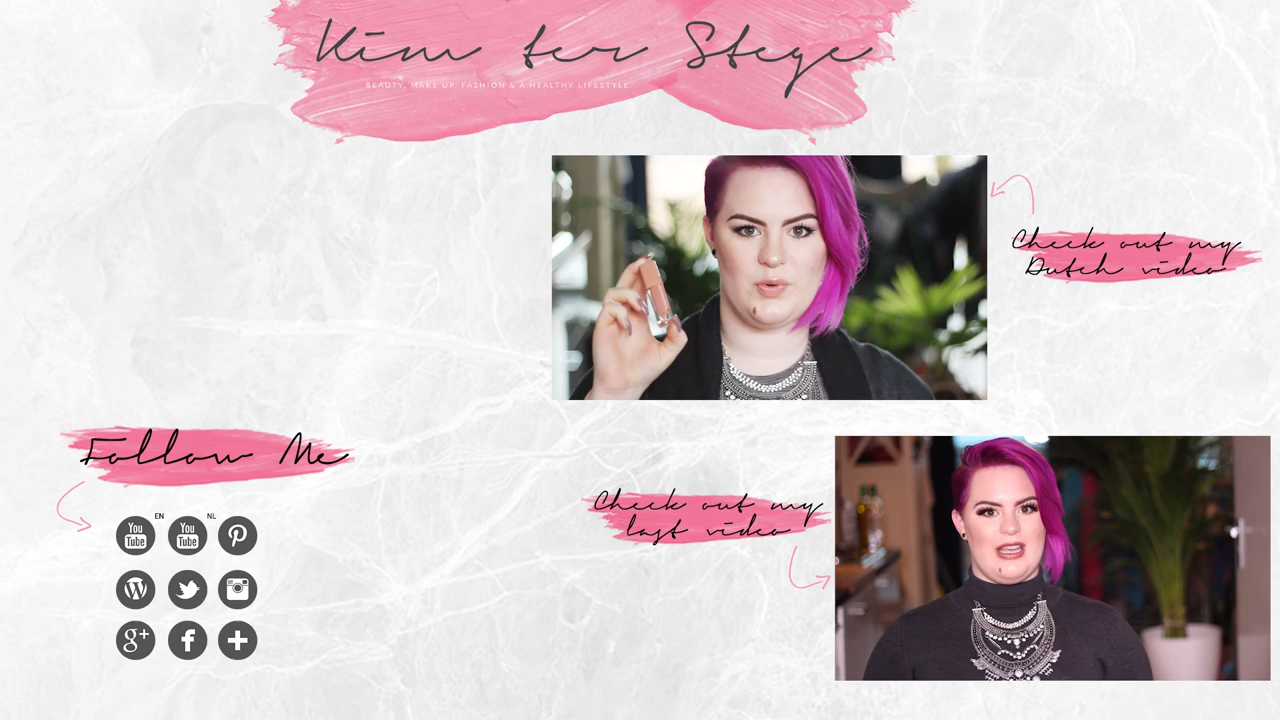 Kim ter Stege
BEAUTY, MAKE UP, FASHION & A HEALTHY LIFESTYLE
Check out my
Dutch video
Follow Me
EN
NL
You
Tube
You
Tube
g+
f
Check out my
last video